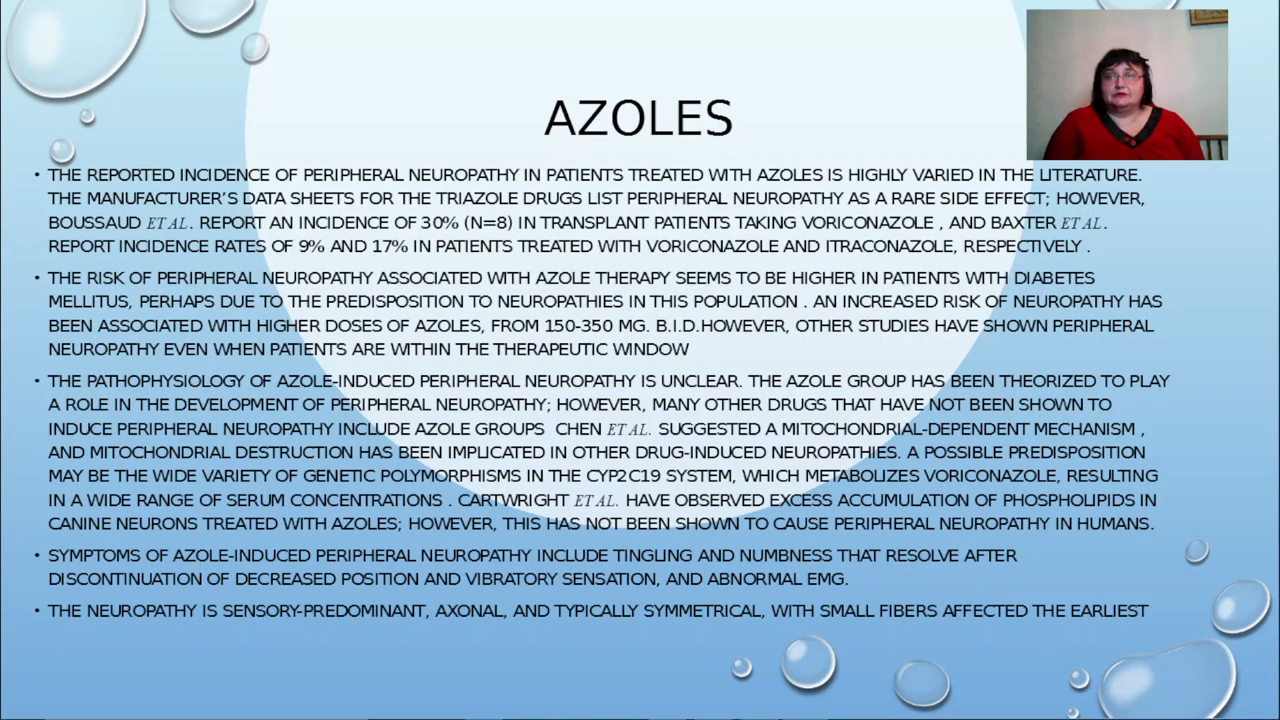 AZOLES
• THE REPORTED INCIDENCE OF PERIPHERAL NEUROPATHY IN PATIENTS TREATED WITH AZOLES IS HIGHLY VARIED IN THE LITERATURE.
THE MANUFACTURER’S DATA SHEETS FOR THE TRIAZOLE DRUGS LIST PERIPHERAL NEUROPATHY AS A RARE SIDE EFFECT; HOWEVER,
BOUSSAUD ET AL. REPORT AN INCIDENCE OF 30% (N=8) IN TRANSPLANT PATIENTS TAKING VORICONAZOLE , AND BAXTER ET AL.
REPORT INCIDENCE RATES OF 9% AND 17% IN PATIENTS TREATED WITH VORICONAZOLE AND ITRACONAZOLE, RESPECTIVELY .
• THE RISK OF PERIPHERAL NEUROPATHY ASSOCIATED WITH AZOLE THERAPY SEEMS TO BE HIGHER IN PATIENTS WITH DIABETES
MELLITUS, PERHAPS DUE TO THE PREDISPOSITION TO NEUROPATHIES IN THIS POPULATION . AN INCREASED RISK OF NEUROPATHY HAS
BEEN ASSOCIATED WITH HIGHER DOSES OF AZOLES, FROM 150-350 MG. B.I.D.HOWEVER, OTHER STUDIES HAVE SHOWN PERIPHERAL
NEUROPATHY EVEN WHEN PATIENTS ARE WITHIN THE THERAPEUTIC WINDOW
• THE PATHOPHYSIOLOGY OF AZOLE-INDUCED PERIPHERAL NEUROPATHY IS UNCLEAR. THE AZOLE GROUP HAS BEEN THEORIZED TO PLAY
A ROLE IN THE DEVELOPMENT OF PERIPHERAL NEUROPATHY; HOWEVER, MANY OTHER DRUGS THAT HAVE NOT BEEN SHOWN TO
INDUCE PERIPHERAL NEUROPATHY INCLUDE AZOLE GROUPS CHEN ET AL. SUGGESTED A MITOCHONDRIAL-DEPENDENT MECHANISM ,
AND MITOCHONDRIAL DESTRUCTION HAS BEEN IMPLICATED IN OTHER DRUG-INDUCED NEUROPATHIES. A POSSIBLE PREDISPOSITION
MAY BE THE WIDE VARIETY OF GENETIC POLYMORPHISMS IN THE CYP2C19 SYSTEM, WHICH METABOLIZES VORICONAZOLE, RESULTING
IN A WIDE RANGE OF SERUM CONCENTRATIONS . CARTWRIGHT ET AL. HAVE OBSERVED EXCESS ACCUMULATION OF PHOSPHOLIPIDS IN
CANINE NEURONS TREATED WITH AZOLES; HOWEVER, THIS HAS NOT BEEN SHOWN TO CAUSE PERIPHERAL NEUROPATHY IN HUMANS.
• SYMPTOMS OF AZOLE-INDUCED PERIPHERAL NEUROPATHY INCLUDE TINGLING AND NUMBNESS THAT RESOLVE AFTER
DISCONTINUATION OF DECREASED POSITION AND VIBRATORY SENSATION, AND ABNORMAL EMG.
• THE NEUROPATHY IS SENSORY-PREDOMINANT, AXONAL, AND TYPICALLY SYMMETRICAL, WITH SMALL FIBERS AFFECTED THE EARLIEST